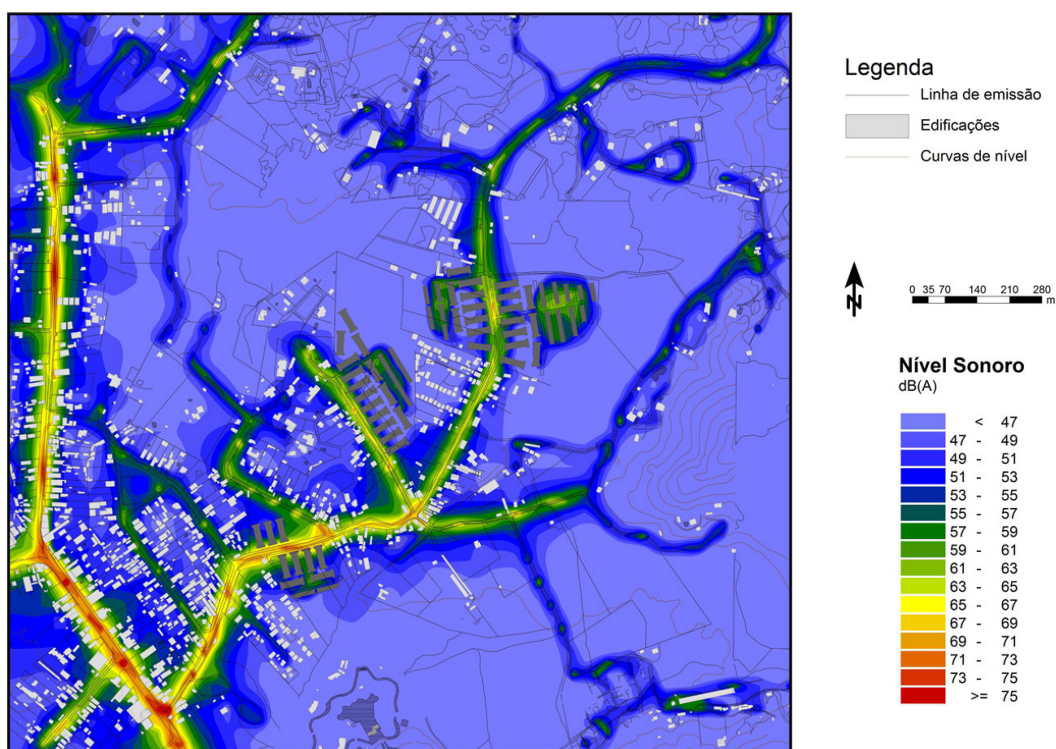 Legenda
Linha de emissão
Edificações
Curvas de nível
N
0 35 70 140 210 280
m
Nível Sonoro
dB(A)
< 47
47 - 49
49 - 51
51 - 53
53 - 55
55 - 57
57 - 59
59 - 61
61 - 63
63 - 65
65 - 67
67 - 69
69 - 71
71 - 73
73 - 75
>= 75